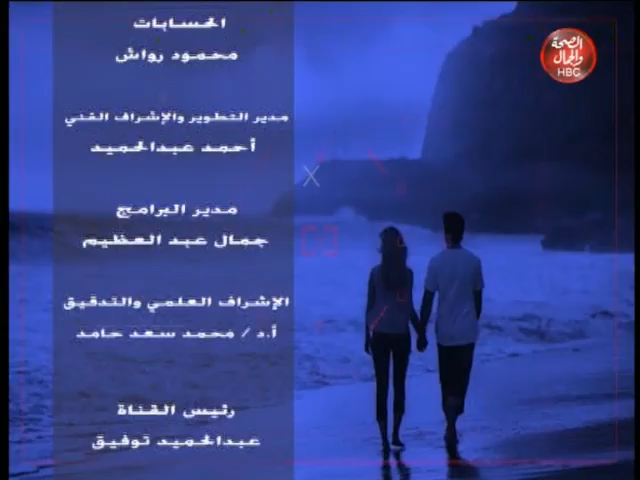 الحسابات
محمود رواش
مدير التطوير والإشراف الفني
أحمد عبدالحميد
مدير البرامج
جمال عبد العظيم
الإشراف العلمي والتدقيق
أ.د / محمد سعد حامد
رئيس القناة
عبدالحميد توفيق
الصحة
والجمال
HBC